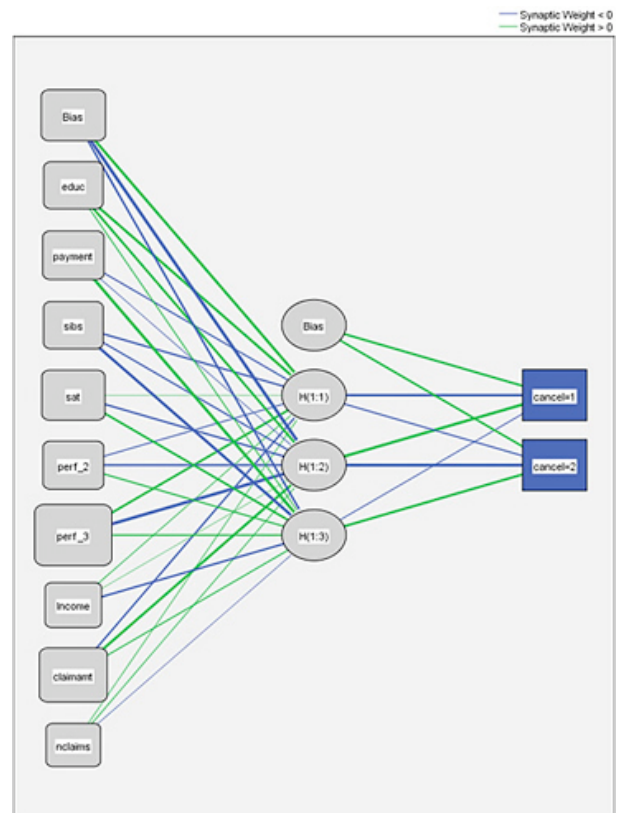 Synaptic Weight < 0
Synaptic Weight > 0
Bias
educ
payment
sibs
sat
perf_2
perf_3
Income
claimamt
nclaims
Bias
H(1:1)
H(1:2)
H(1:3)
cancel=1
cancel=2